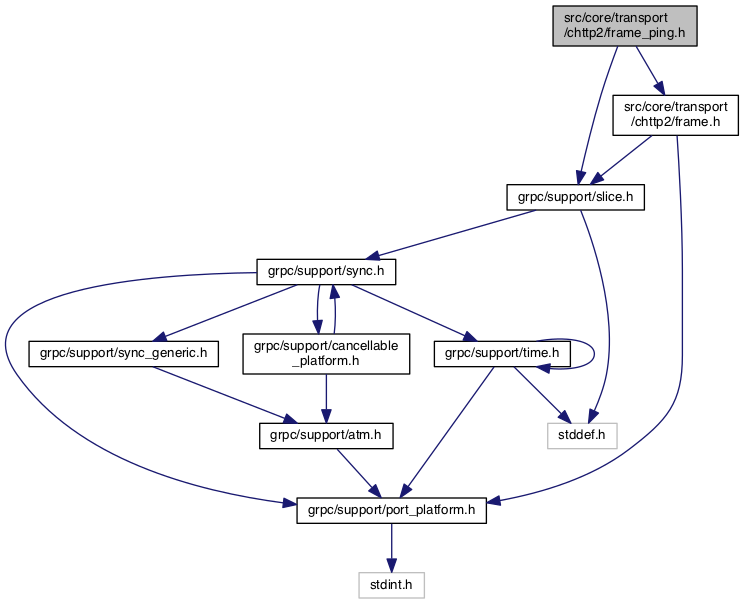 src/core/transport
/chttp2/frame_ping.h
src/core/transport
/chttp2/frame.h
grpc/support/slice.h
grpc/support/sync.h
grpc/support/sync_generic.h
grpc/support/cancellable
_platform.h
grpc/support/time.h
grpc/support/atm.h
stddef.h
grpc/support/port_platform.h
stdint.h